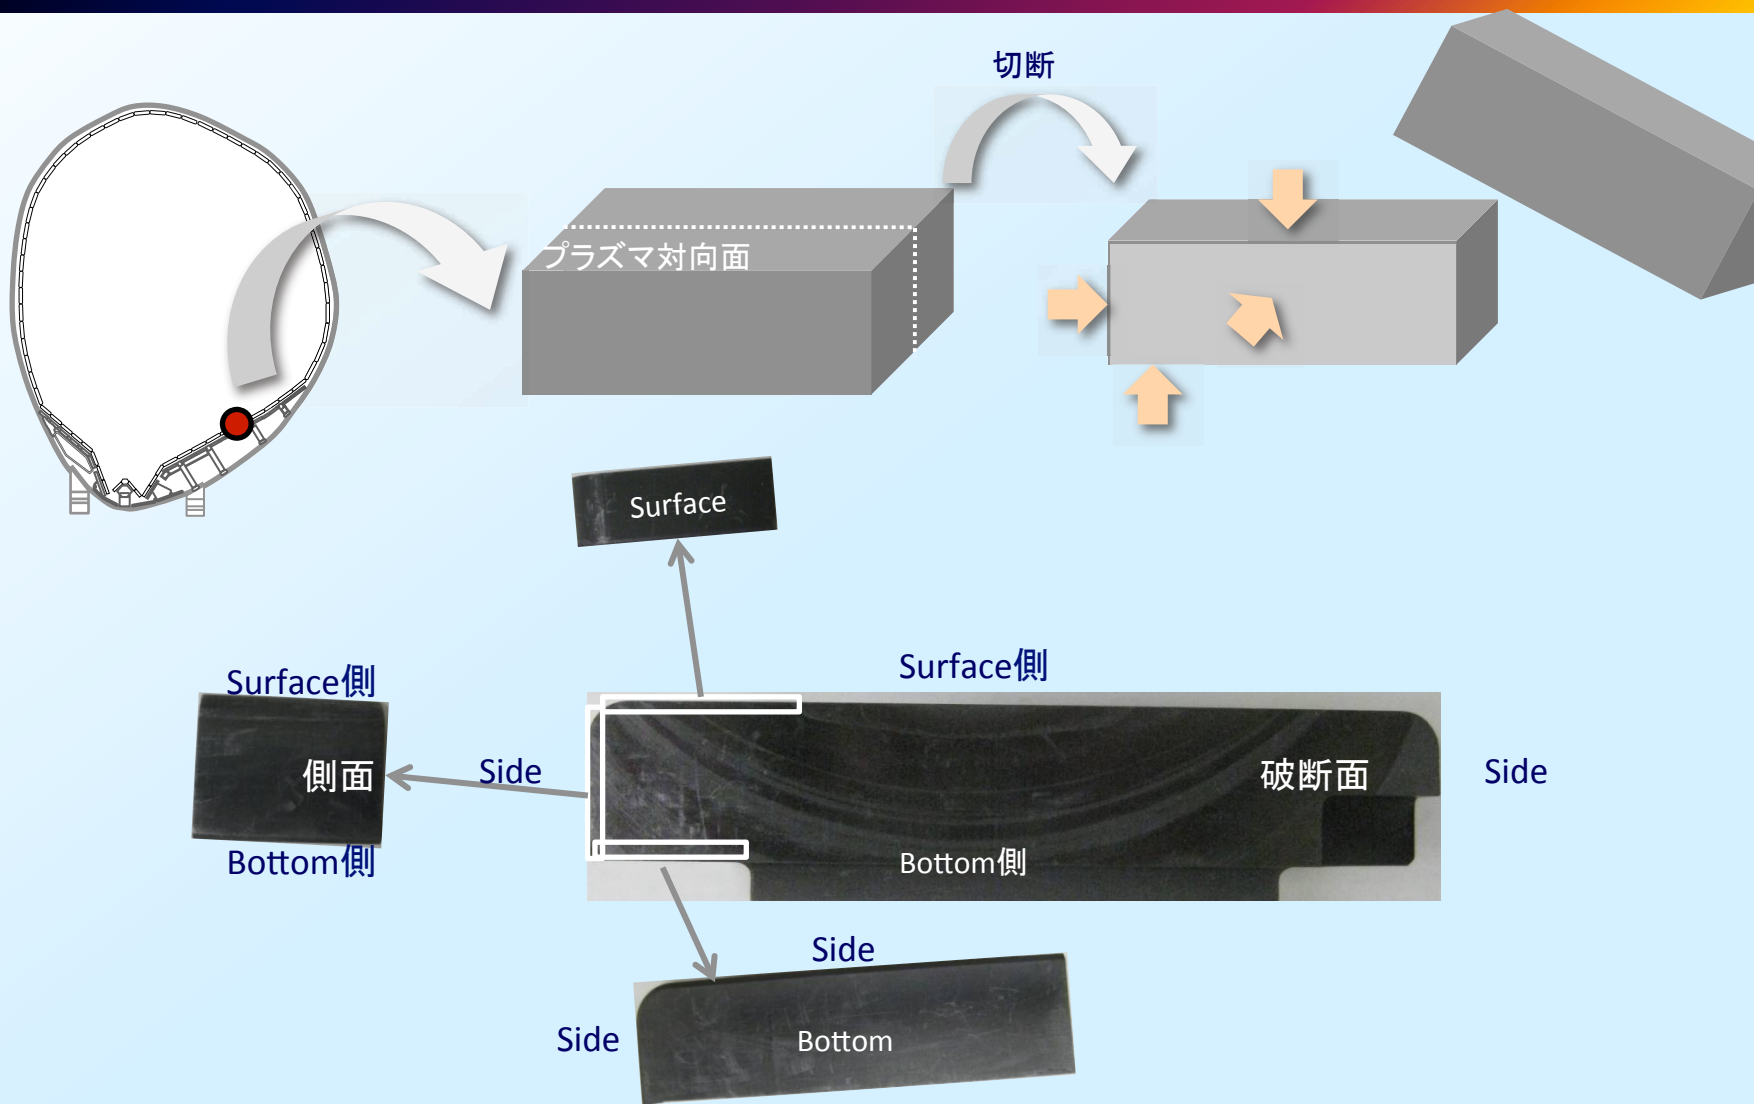 切断
プラズマ対向面
Surface
Surface側
Surface側
側面
Side
破断面
Side
Bottom側
Bottom側
Side
Side
Bottom